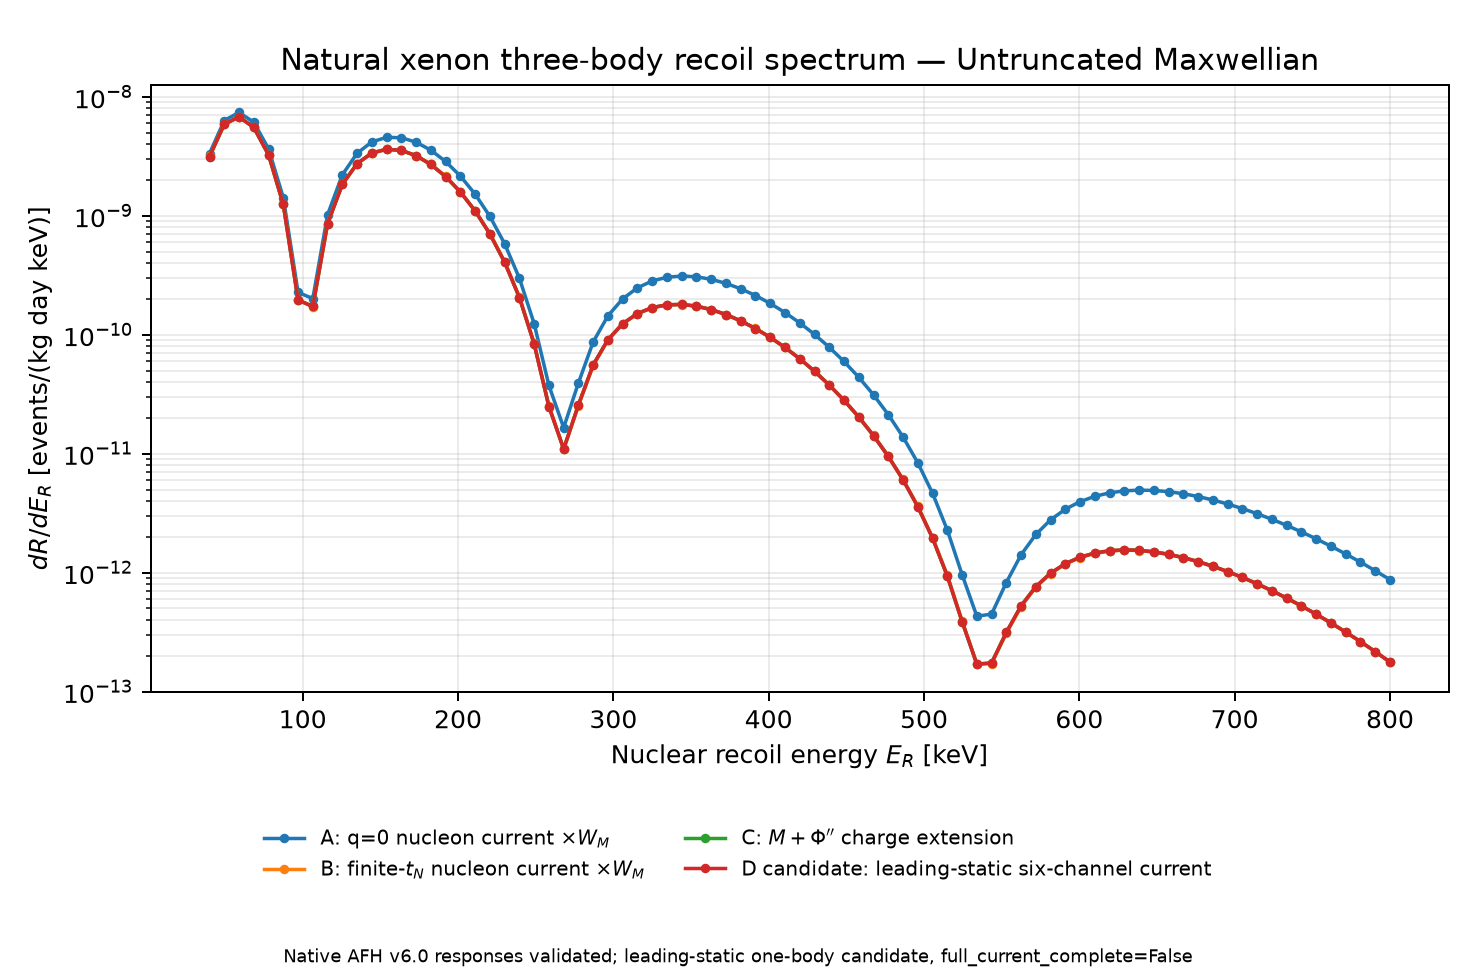 Natural xenon three-body recoil spectrum — Untruncated Maxwellian
dR/dE_R [events/(kg day keV)]
10⁻⁸
10⁻⁹
10⁻¹⁰
10⁻¹¹
10⁻¹²
10⁻¹³
100 200 300 400 500 600 700 800
Nuclear recoil energy E_R [keV]
A: q=0 nucleon current ×W_M
B: finite-t_N nucleon current ×W_M
C: M + Φ″ charge extension
D candidate: leading-static six-channel current
Native AFH v6.0 responses validated; leading-static one-body candidate, full_current_complete=False